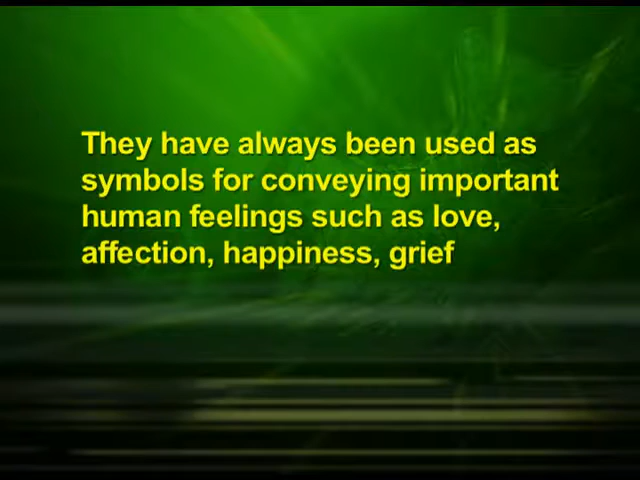 They have always been used as
symbols for conveying important
human feelings such as love,
affection, happiness, grief